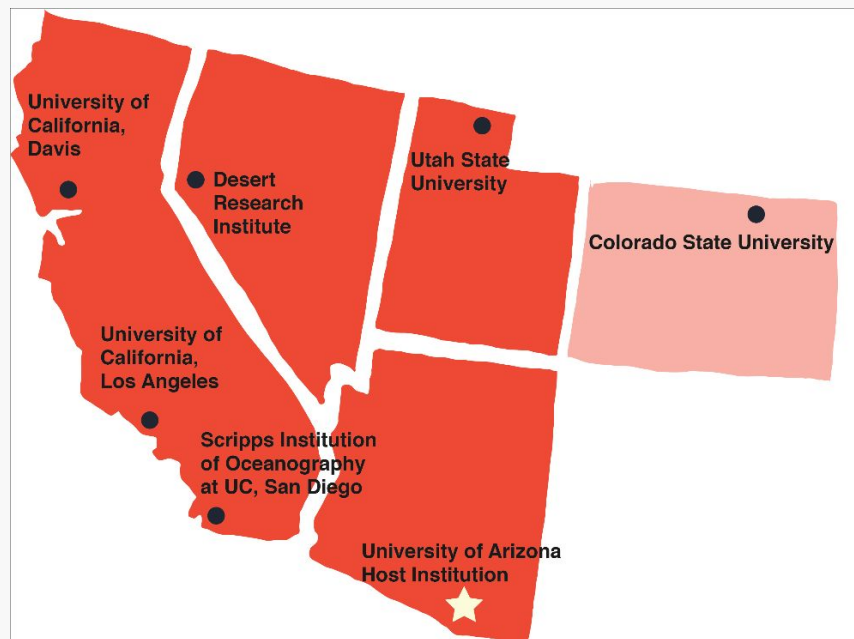 University of
California,
Davis
Desert
Research
Institute
Utah State
University
Colorado State University
University of
California,
Los Angeles
Scripps Institution
of Oceanography
at UC, San Diego
University of Arizona
Host Institution